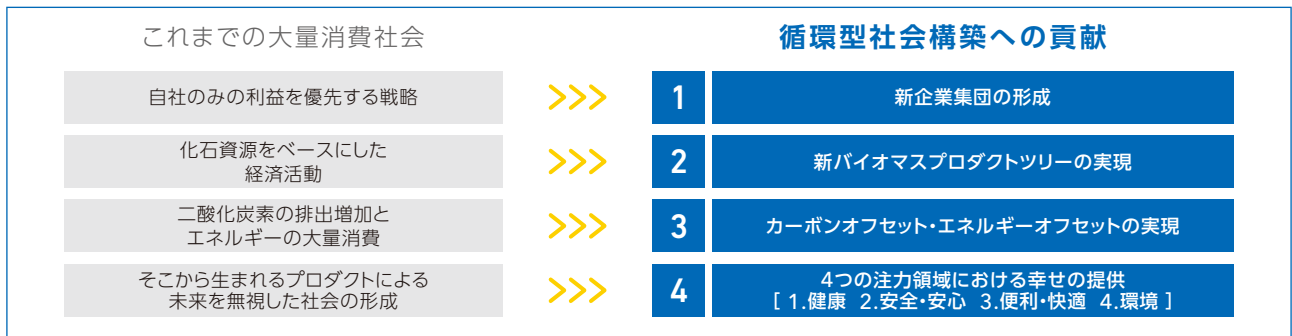 これまでの大量消費社会
循環型社会構築への貢献
自社のみの利益を優先する戦略
>>>
1
新企業集団の形成
化石資源をベースにした
経済活動
>>>
2
新バイオマスプロダクトツリーの実現
二酸化炭素の排出増加と
エネルギーの大量消費
>>>
3
カーボンオフセット・エネルギーオフセットの実現
そこから生まれるプロダクトによる
未来を無視した社会の形成
>>>
4
4つの注力領域における幸せの提供
[ 1.健康 2.安全・安心 3.便利・快適 4.環境 ]